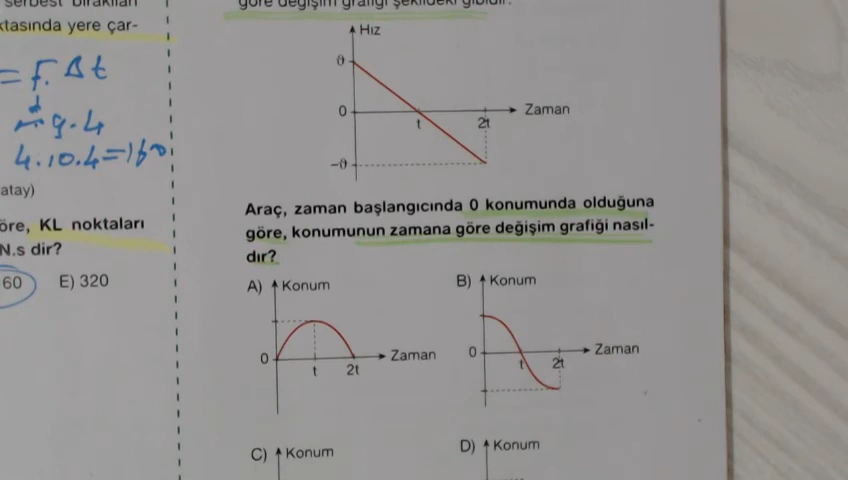 serbest bırakılan
ktasında yere çar-
= F. Δt
g.4
4.10.4=160
atay)
öre, KL noktaları
N.s dir?
60
E) 320
göre değişim grafiği şekildeki gibidir.
Hız
ϑ
0
t
2t
Zaman
-ϑ
Araç, zaman başlangıcında 0 konumunda olduğuna
göre, konumunun zamana göre değişim grafiği nasıl-
dır?
A) Konum
0
t
2t
Zaman
B) Konum
0
t
2t
Zaman
C) Konum
D) Konum